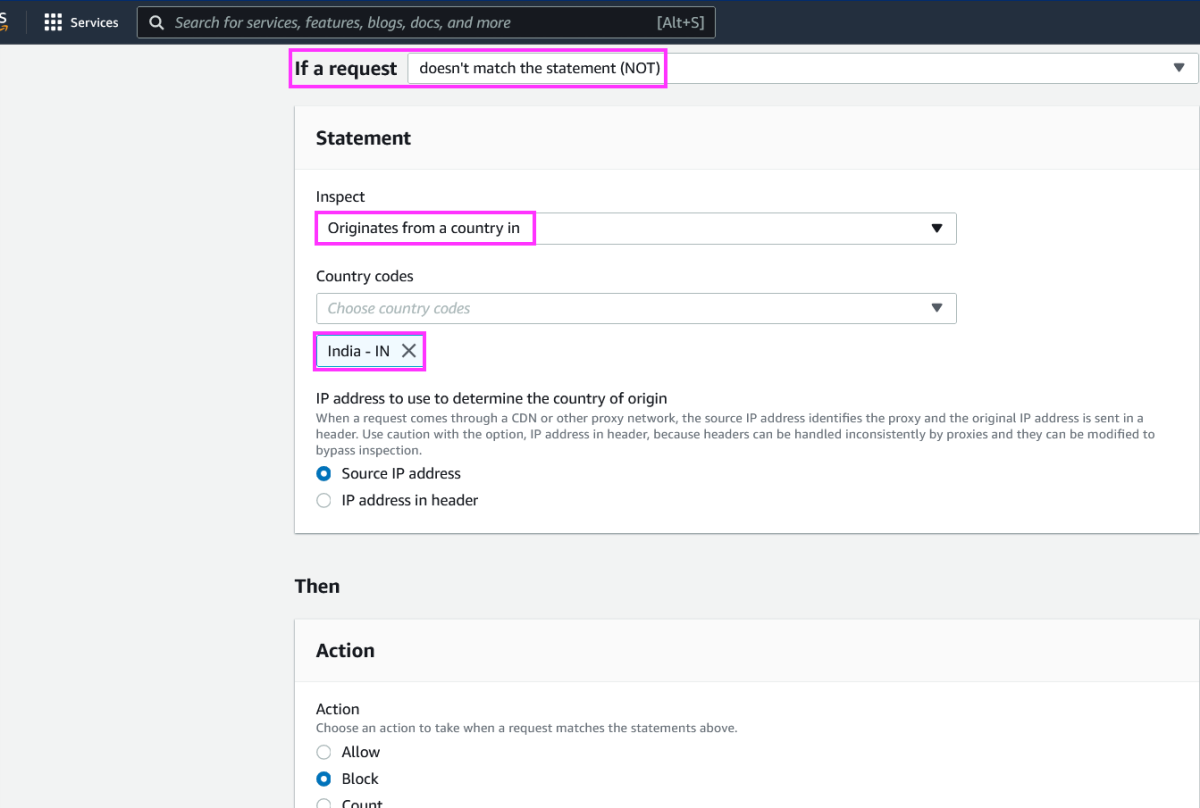 Services
Search for services, features, blogs, docs, and more [Alt+S]
If a request doesn't match the statement (NOT)
Statement
Inspect
Originates from a country in
Country codes
Choose country codes
India - IN
IP address to use to determine the country of origin
When a request comes through a CDN or other proxy network, the source IP address identifies the proxy and the original IP address is sent in a
header. Use caution with the option, IP address in header, because headers can be handled inconsistently by proxies and they can be modified to
bypass inspection.
Source IP address
IP address in header
Then
Action
Action
Choose an action to take when a request matches the statements above.
Allow
Block
Count